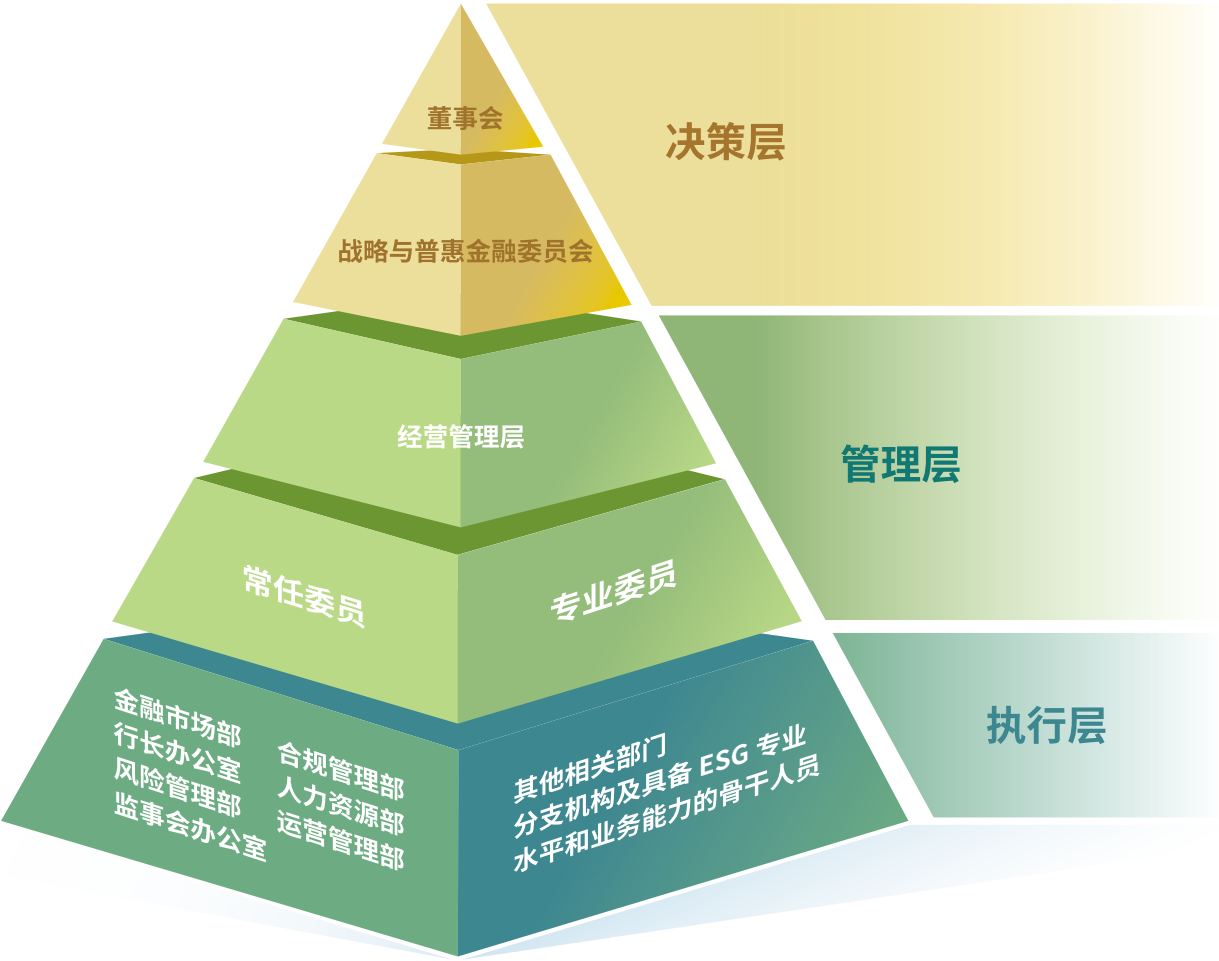 董事会
决策层
战略与普惠金融委员会
经营管理层
管理层
常任委员
专业委员
执行层
金融市场部
行长办公室
风险管理部
监事会办公室
合规管理部
人力资源部
运营管理部
其他相关部门
分支机构及具备 ESG 专业
水平和业务能力的骨干人员